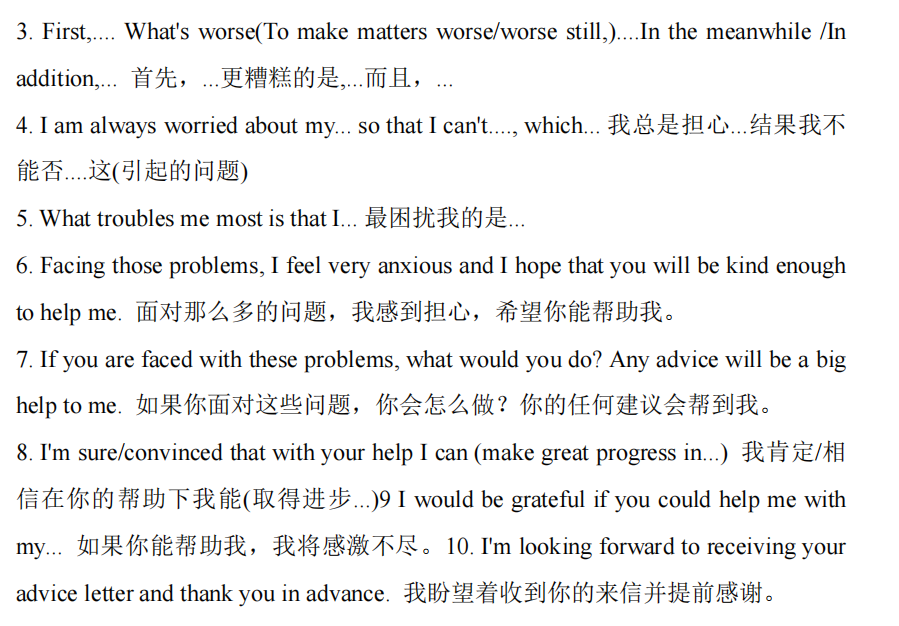 3. First,.... What's worse(To make matters worse/worse still,)....In the meanwhile /In
addition,... 首先，...更糟糕的是,...而且，...
4. I am always worried about my... so that I can't...., which... 我总是担心...结果我不
能否....这(引起的问题)
5. What troubles me most is that I... 最困扰我的是...
6. Facing those problems, I feel very anxious and I hope that you will be kind enough
to help me. 面对那么多的问题，我感到担心，希望你能帮助我。
7. If you are faced with these problems, what would you do? Any advice will be a big
help to me. 如果你面对这些问题，你会怎么做？你的任何建议会帮到我。
8. I'm sure/convinced that with your help I can (make great progress in...) 我肯定/相
信在你的帮助下我能(取得进步...)9 I would be grateful if you could help me with
my... 如果你能帮助我，我将感激不尽。10. I'm looking forward to receiving your
advice letter and thank you in advance. 我盼望着收到你的来信并提前感谢。